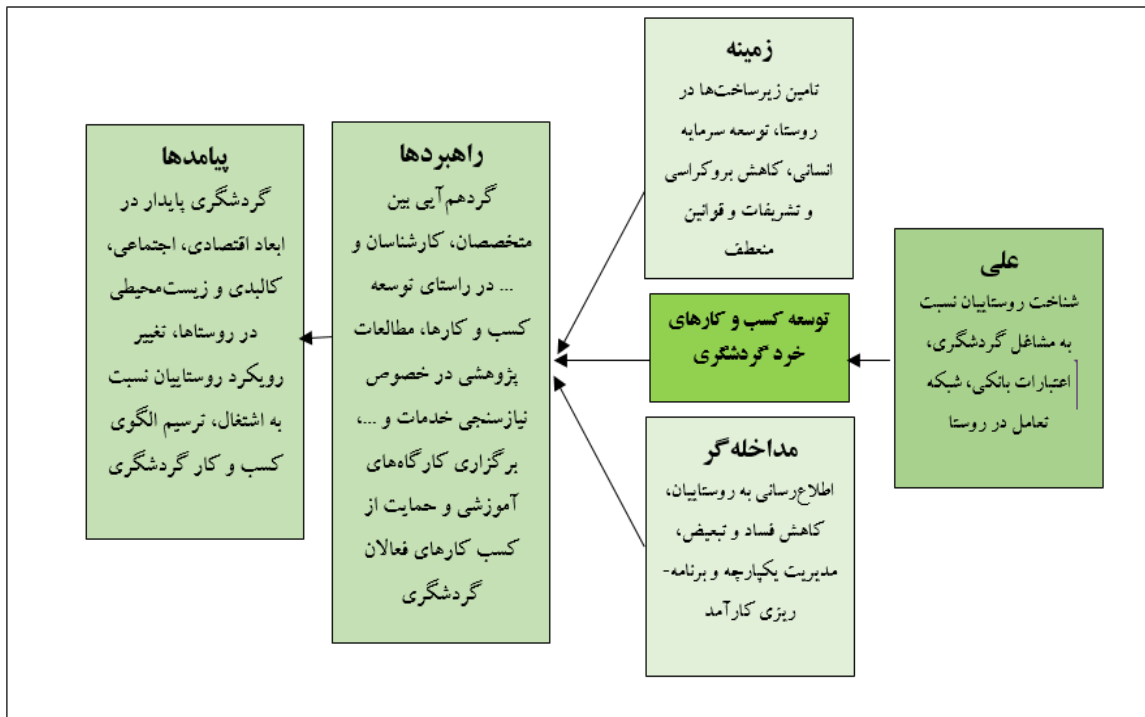 زمینه
تامین زیرساخت‌ها در
روستا، توسعه سرمایه
انسانی، کاهش بروکراسی
و تشریفات و قوانین
منعطف
علی
شناخت روستاییان نسبت
به مشاغل گردشگری،
اعتبارات بانکی، شبکه
تعامل در روستا
توسعه کسب و کارهای
خرد گردشگری
مداخله‌گر
اطلاع‌رسانی به روستاییان،
کاهش فساد و تبعیض،
مدیریت یکپارچه و برنامه-
ریزی کارآمد
راهبردها
گردهم‌آیی بین
متخصصان، کارشناسان و
... در راستای توسعه
کسب و کارها، مطالعات
پژوهشی در خصوص
نیازسنجی خدمات و ...،
برگزاری کارگاه‌های
آموزشی و حمایت از
کسب کارهای فعالان
گردشگری
پیامدها
گردشگری پایدار در
ابعاد اقتصادی، اجتماعی،
کالبدی و زیست‌محیطی
در روستاها، تغییر
رویکرد روستاییان نسبت
به اشتغال، ترسیم الگوی
کسب و کار گردشگری